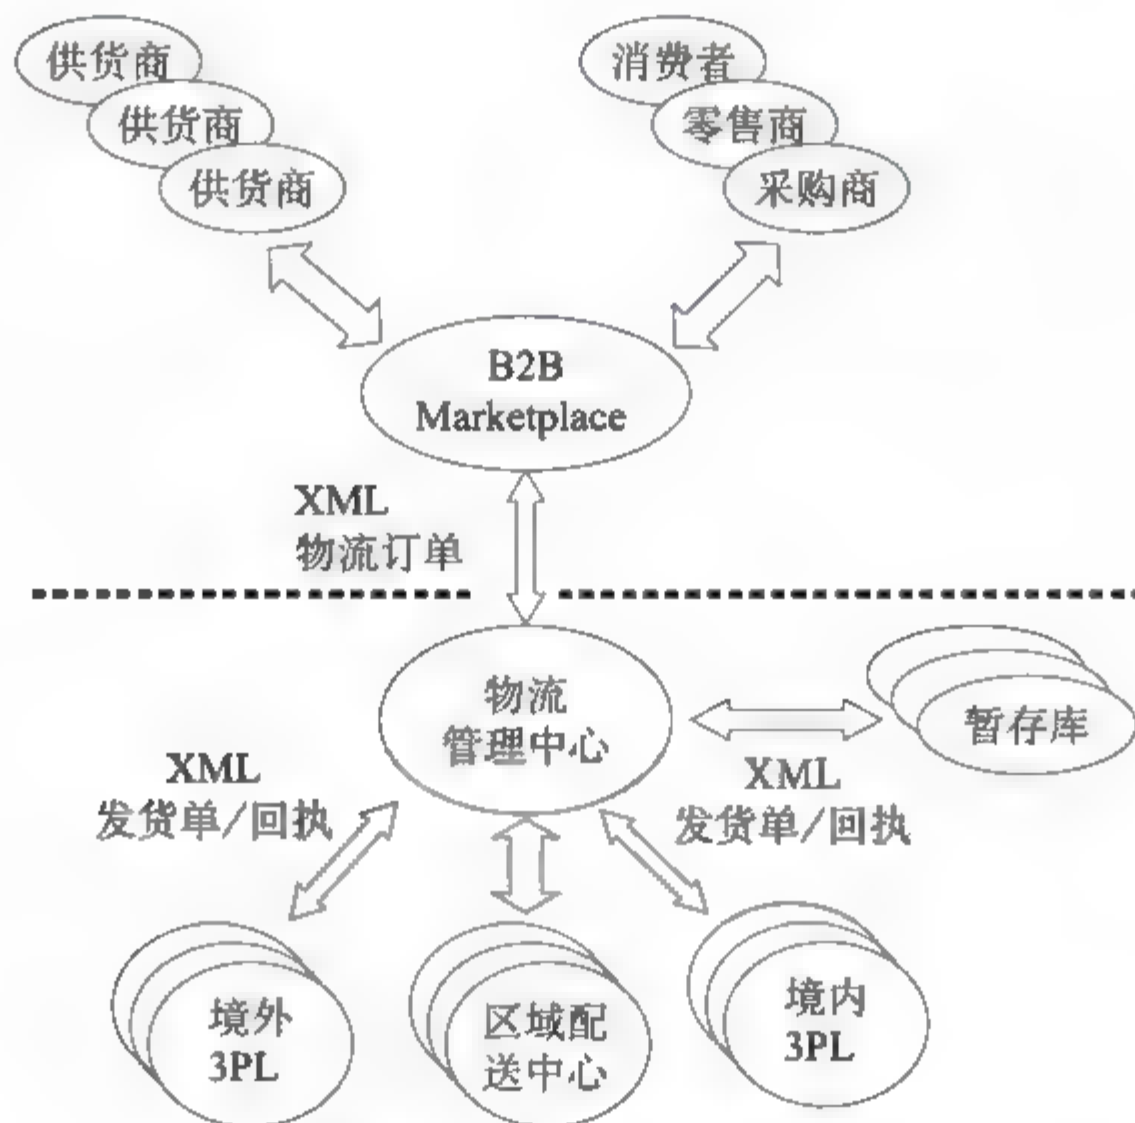 供货商
供货商
供货商
消费者
零售商
采购商
B2B
Marketplace
XML
物流订单
物流
管理中心
暂存库
XML
发货单/回执
XML
发货单/回执
境外
3PL
区域配
送中心
境内
3PL